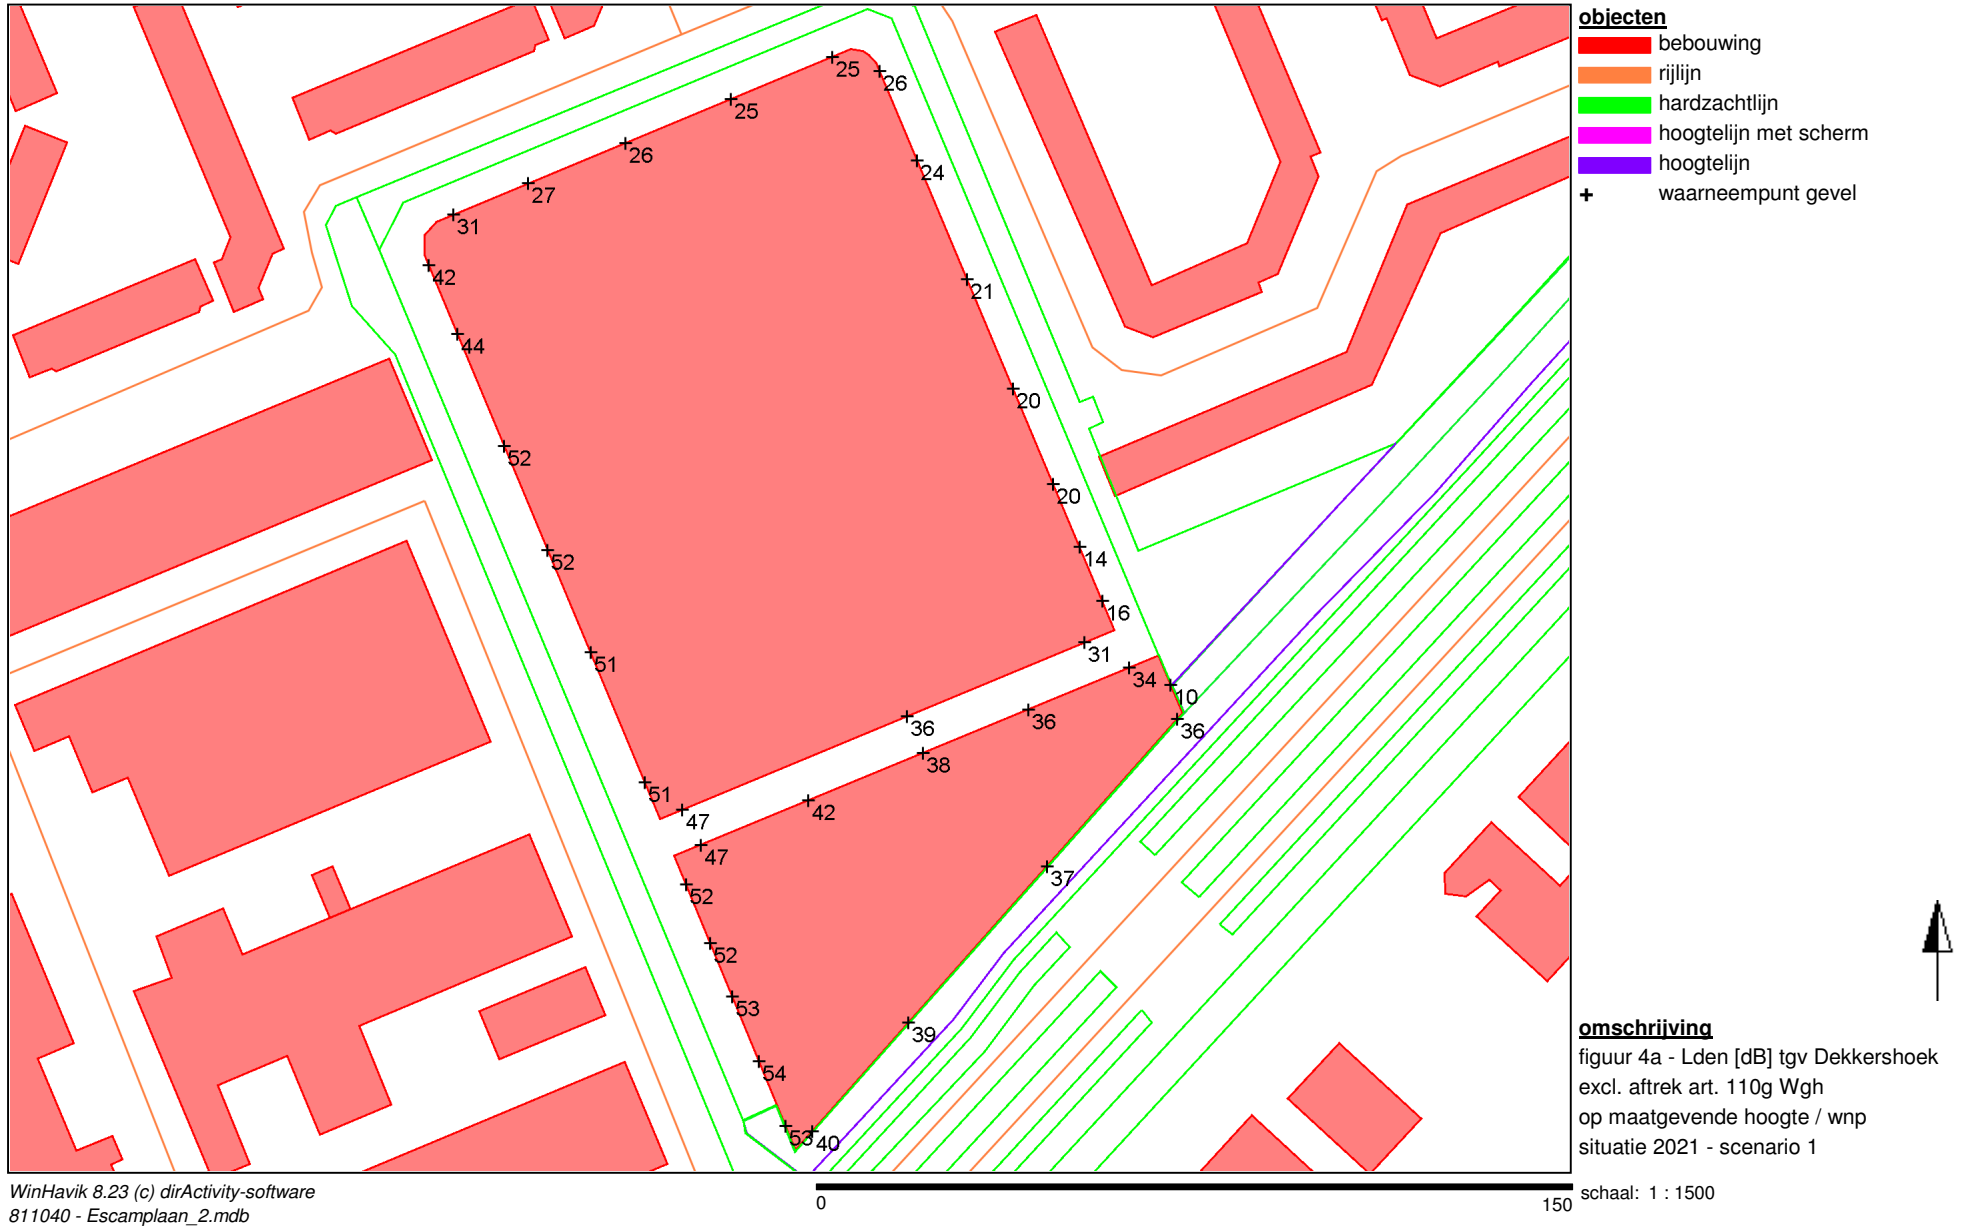 objecten
bebouwing
rijlijn
hardzachtlijn
hoogtelijn met scherm
hoogtelijn
+ waarneempunt gevel
25
26
25
26
24
27
31
42
21
44
20
52
20
52
14
16
51
31
34
10
36
36
36
38
51
47
42
47
37
52
52
53
39
54
53
40
omschrijving
figuur 4a - Lden [dB] tgv Dekkershoek
excl. aftrek art. 110g Wgh
op maatgevende hoogte / wnp
situatie 2021 - scenario 1
schaal: 1 : 1500
0
150
WinHavik 8.23 (c) dirActivity-software
811040 - Escamplaan_2.mdb